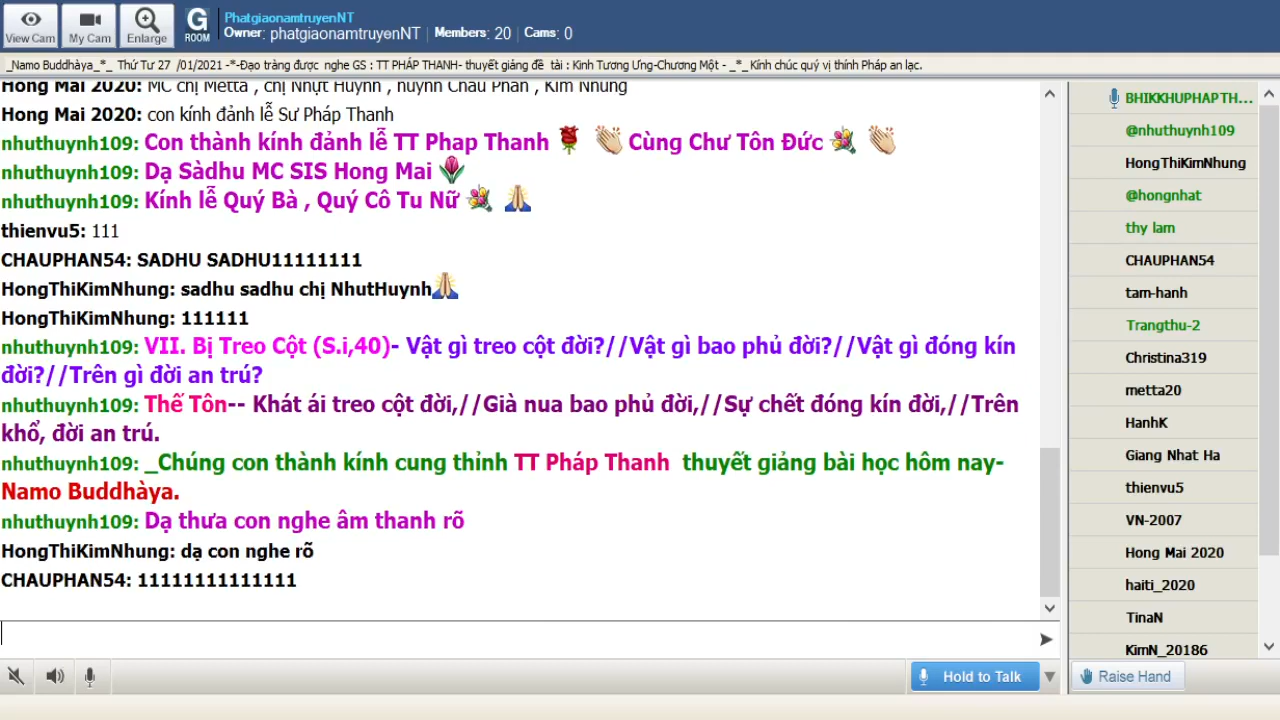 View Cam
My Cam
Enlarge
G
ROOM
PhatgiaonamtruyenNT
Owner: phatgiaonamtruyenNT | Members: 20 | Cams: 0
_Namo Buddhàya_*_ Thứ Tư 27 /01/2021 -*-Đạo tràng được nghe GS : TT PHÁP THANH- thuyết giảng đề tài : Kinh Tương Ưng-Chương Một - _*_Kính chúc quý vị thính Pháp an lạc.
Hong Mai 2020: MC chị Metta , chị Nhựt Huỳnh , huynh Châu Phan , Kim Nhung
Hong Mai 2020: con kính đảnh lễ Sư Pháp Thanh
nhuthuynh109: Con thành kính đảnh lễ TT Phap Thanh 🌹 👏 Cùng Chư Tôn Đức 💐 👏
nhuthuynh109: Dạ Sàdhu MC SIS Hong Mai 🌷
nhuthuynh109: Kính lễ Quý Bà , Quý Cô Tu Nữ 💐 🙏
thienvu5: 111
CHAUPHAN54: SADHU SADHU11111111
HongThiKimNhung: sadhu sadhu chị NhutHuynh🙏
HongThiKimNhung: 111111
nhuthuynh109: VII. Bị Treo Cột (S.i,40)- Vật gì treo cột đời?//Vật gì bao phủ đời?//Vật gì đóng kín
đời?//Trên gì đời an trú?
nhuthuynh109: Thế Tôn-- Khát ái treo cột đời,//Già nua bao phủ đời,//Sự chết đóng kín đời,//Trên
khổ, đời an trú.
nhuthuynh109: _Chúng con thành kính cung thỉnh TT Pháp Thanh thuyết giảng bài học hôm nay-
Namo Buddhàya.
nhuthuynh109: Dạ thưa con nghe âm thanh rõ
HongThiKimNhung: dạ con nghe rõ
CHAUPHAN54: 11111111111111
Hold to Talk
BHIKKHUPHAPTH...
@nhuthuynh109
HongThiKimNhung
@hongnhat
thy lam
CHAUPHAN54
tam-hanh
Trangthu-2
Christina319
metta20
HanhK
Giang Nhat Ha
thienvu5
VN-2007
Hong Mai 2020
haiti_2020
TinaN
KimN_20186
Raise Hand